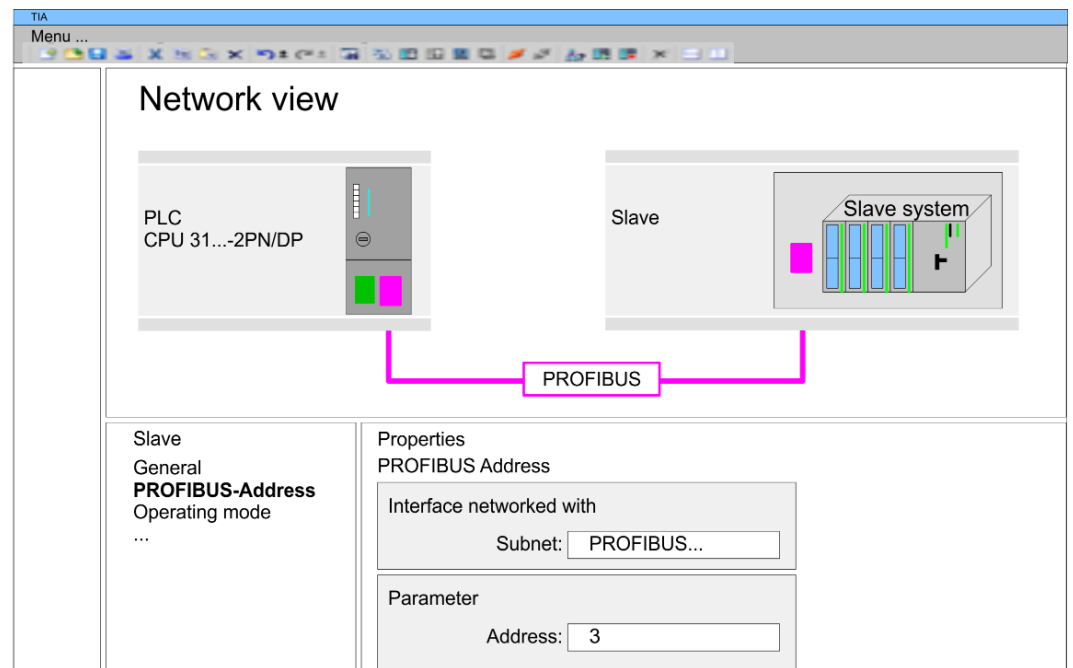 TIA
Menu ...
Network view
PLC
CPU 31...-2PN/DP
Slave
Slave system
PROFIBUS
Slave
General
PROFIBUS-Address
Operating mode
...
Properties
PROFIBUS Address
Interface networked with
Subnet: PROFIBUS...
Parameter
Address: 3